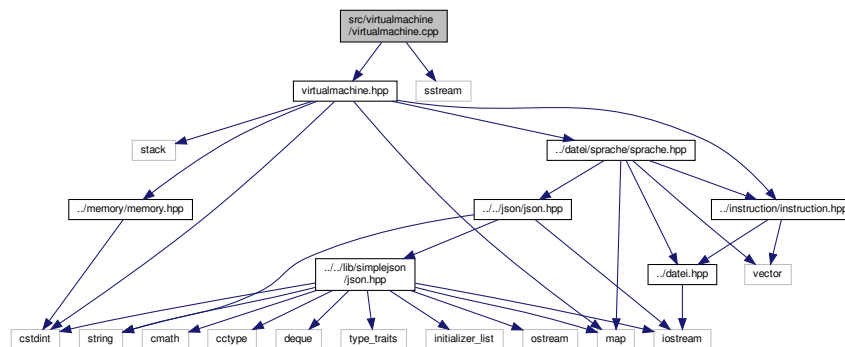 src/virtualmachine
/virtualmachine.cpp
virtualmachine.hpp
sstream
stack
../datei/sprache/sprache.hpp
../memory/memory.hpp
../../json/json.hpp
../instruction/instruction.hpp
../../lib/simplejson
/json.hpp
../datei.hpp
vector
cstdint
string
cmath
cctype
deque
type_traits
initializer_list
ostream
map
iostream